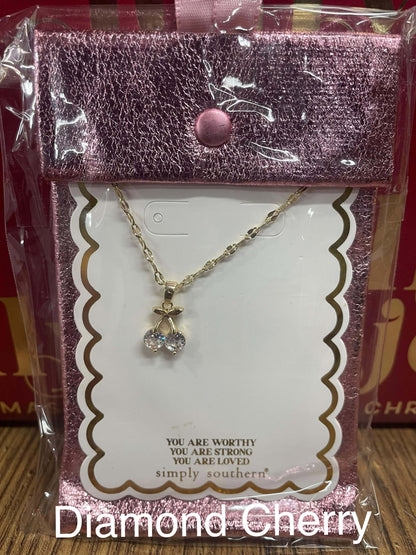 YOU ARE WORTHY
YOU ARE STRONG
YOU ARE LOVED
simply southern®
Diamond Cherry